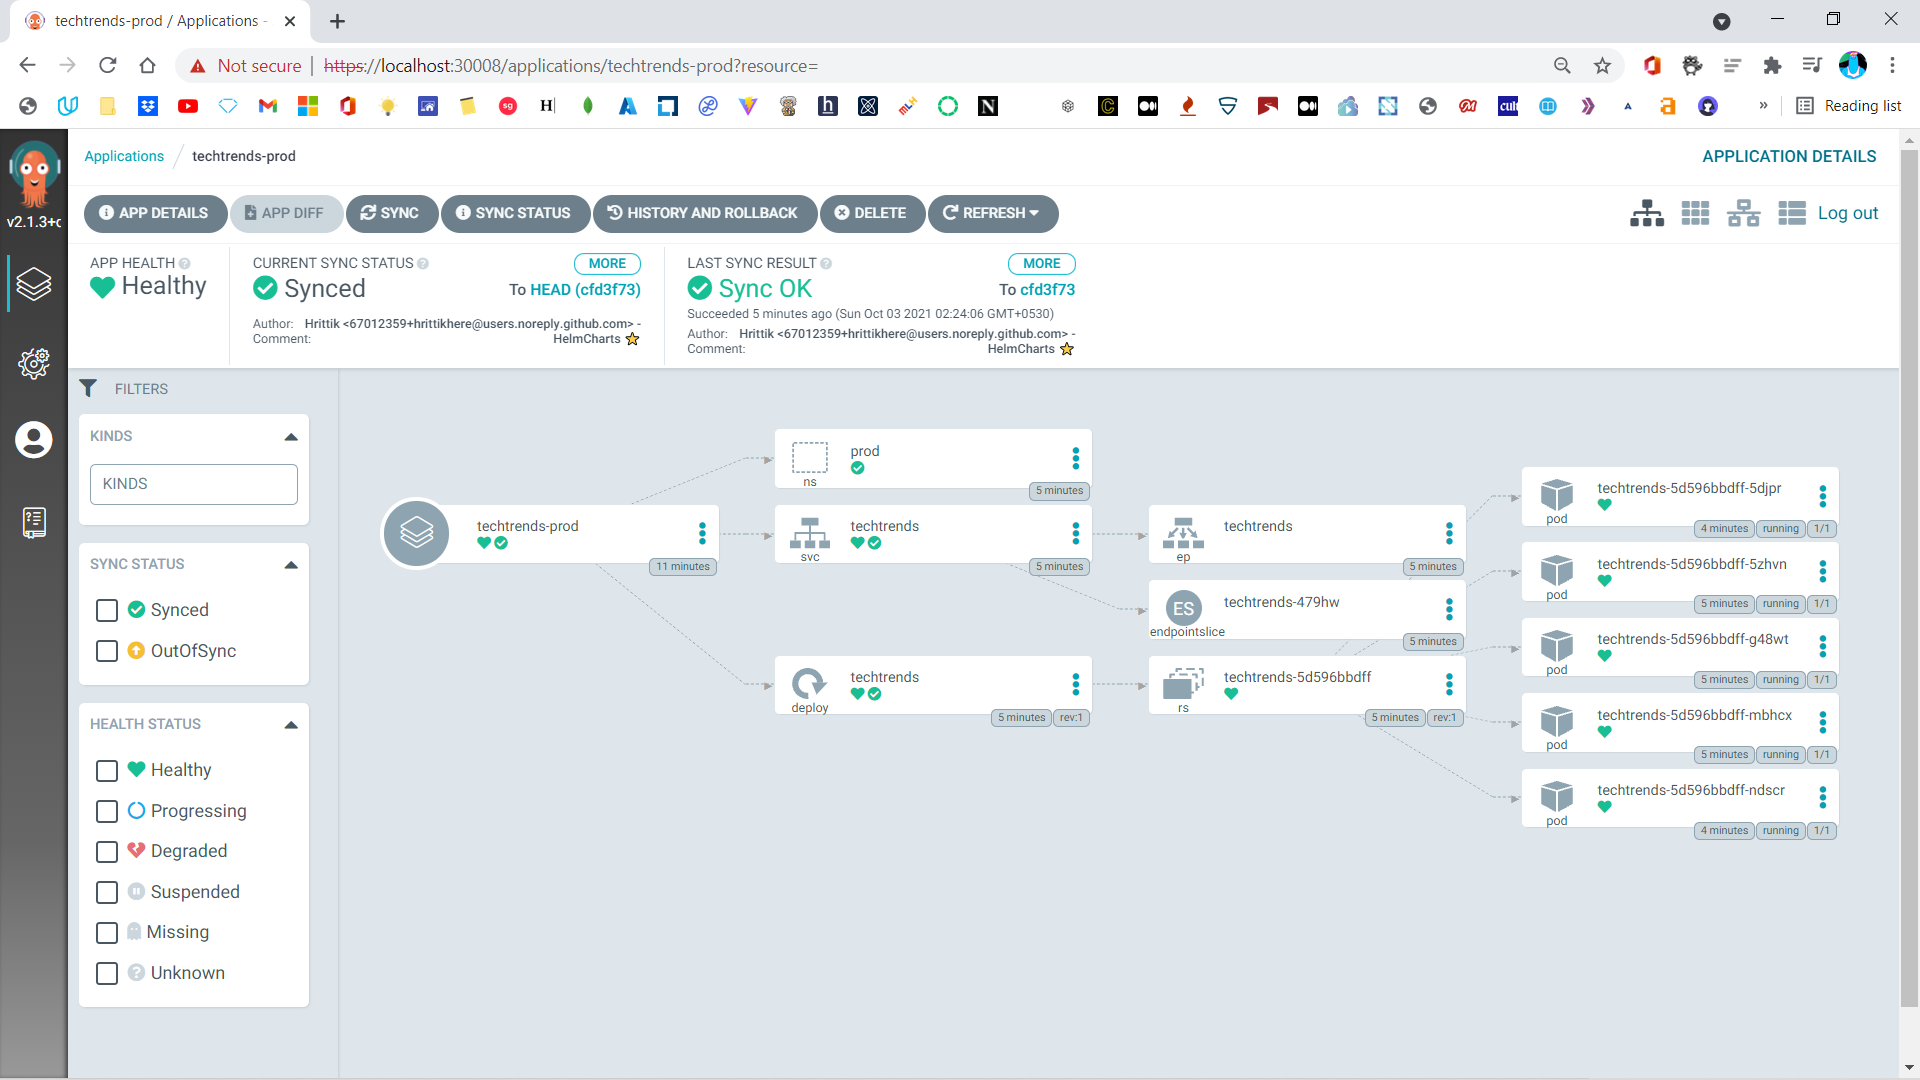 techtrends-prod / Applications -
Not secure | https://localhost:30008/applications/techtrends-prod?resource=
Reading list
v2.1.3+c
Applications / techtrends-prod
APPLICATION DETAILS
APP DETAILS
APP DIFF
SYNC
SYNC STATUS
HISTORY AND ROLLBACK
DELETE
REFRESH
Log out
APP HEALTH
Healthy
CURRENT SYNC STATUS
MORE
Synced
To HEAD (cfd3f73)
Author: Hrittik <67012359+hrittikhere@users.noreply.github.com> -
Comment: HelmCharts
LAST SYNC RESULT
MORE
Sync OK
To cfd3f73
Succeeded 5 minutes ago (Sun Oct 03 2021 02:24:06 GMT+0530)
Author: Hrittik <67012359+hrittikhere@users.noreply.github.com> -
Comment: HelmCharts
FILTERS
KINDS
KINDS
SYNC STATUS
Synced
OutOfSync
HEALTH STATUS
Healthy
Progressing
Degraded
Suspended
Missing
Unknown
techtrends-prod
11 minutes
prod
ns
5 minutes
techtrends
svc
5 minutes
techtrends
deploy
5 minutes rev:1
techtrends
ep
5 minutes
ES
techtrends-479hw
endpointslice
5 minutes
techtrends-5d596bbdff
rs
5 minutes rev:1
techtrends-5d596bbdff-5djpr
pod
4 minutes running 1/1
techtrends-5d596bbdff-5zhvn
pod
5 minutes running 1/1
techtrends-5d596bbdff-g48wt
pod
5 minutes running 1/1
techtrends-5d596bbdff-mbhcx
pod
5 minutes running 1/1
techtrends-5d596bbdff-ndscr
pod
4 minutes running 1/1